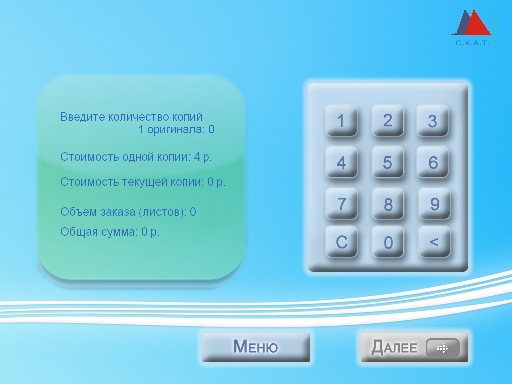 С.К.А.Т.
Введите количество копий
1 оригинала: 0
Стоимость одной копии: 4 р.
Стоимость текущей копии: 0 р.
Объем заказа (листов): 0
Общая сумма: 0 р.
1 2 3
4 5 6
7 8 9
C 0 <
Меню
Далее